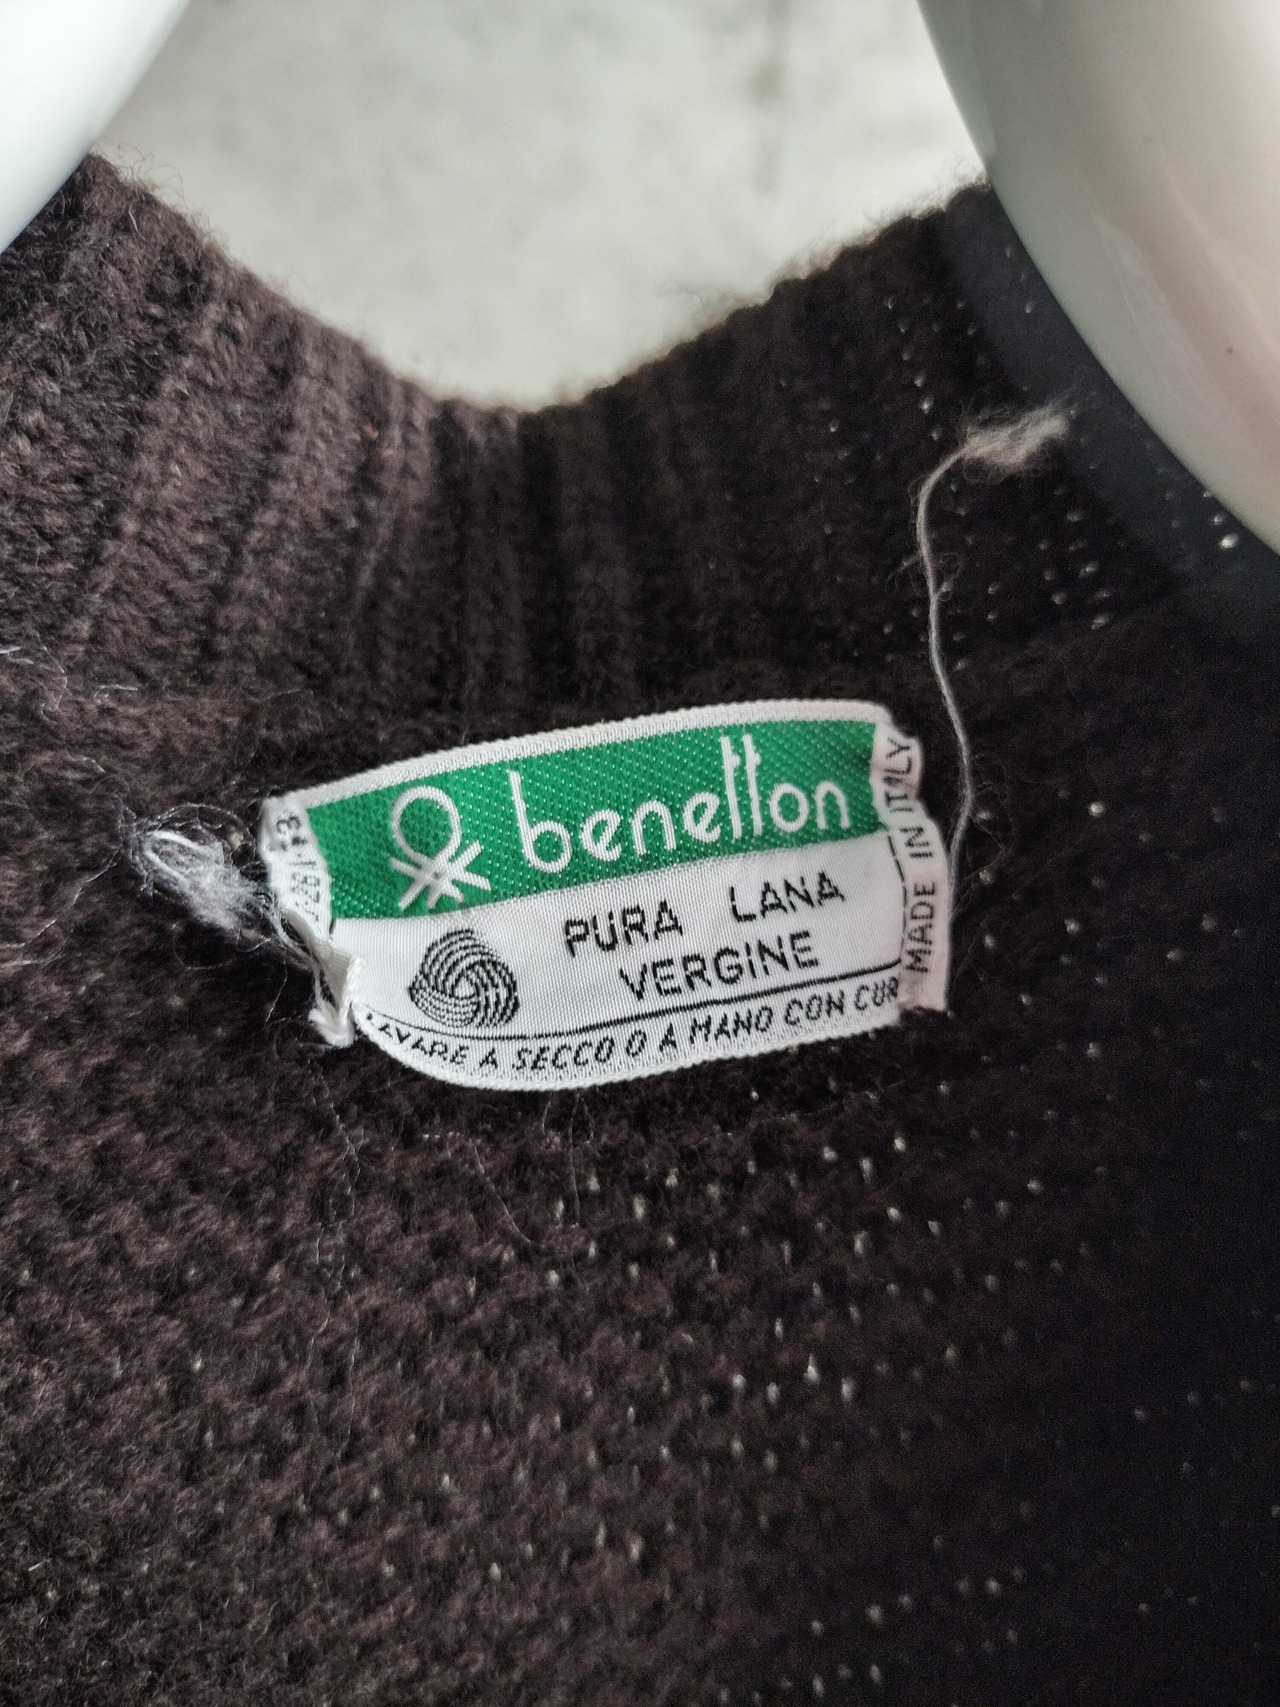 benetton
PURA LANA
VERGINE
LAVARE A SECCO O A MANO CON CUR
MADE IN ITALY